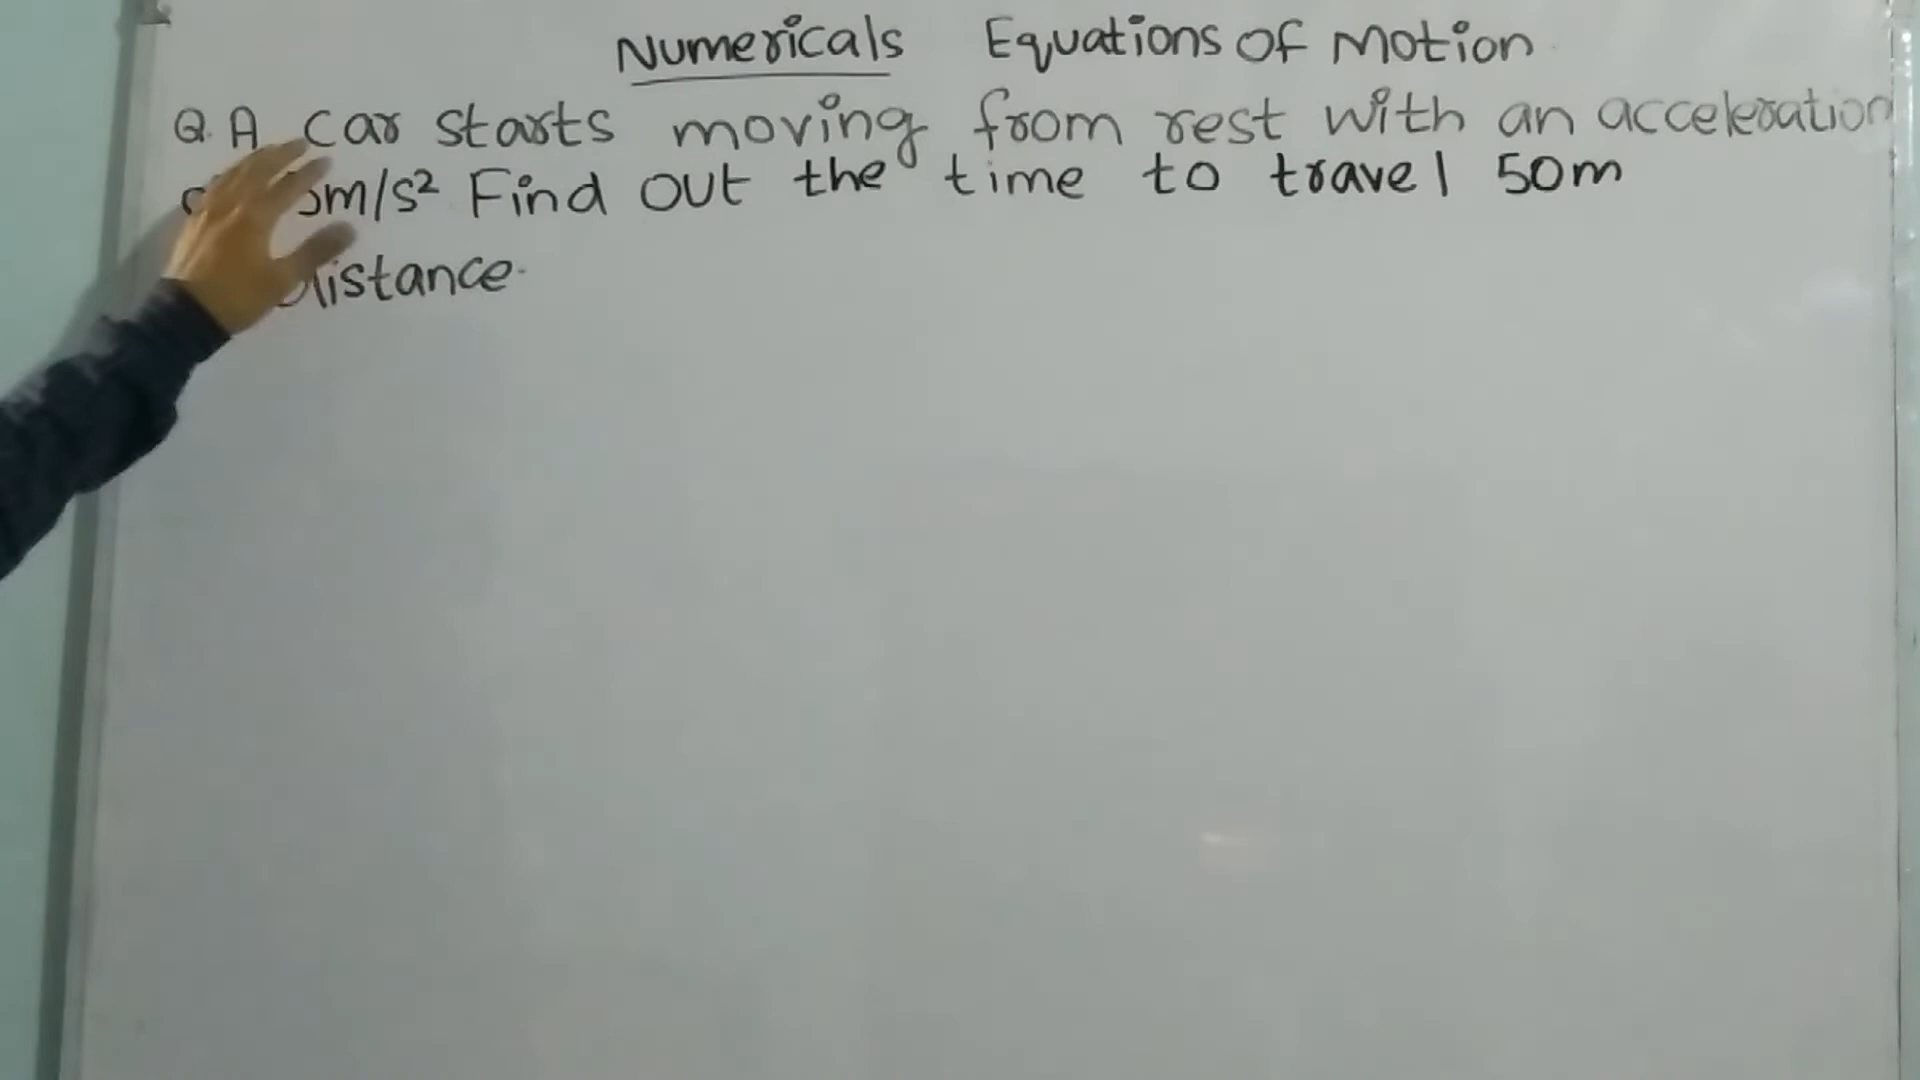 Numericals Equations OF Motion
Q. A Car starts moving from rest with an acceleration
m/s² Find OUT the time to travel 50m
Distance.